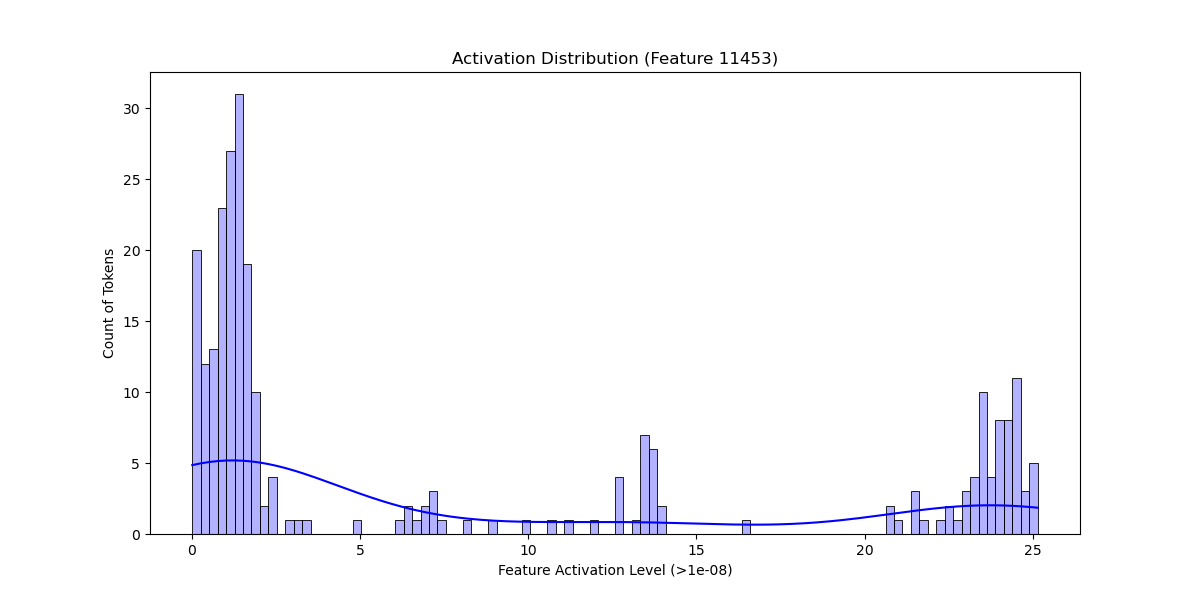 Activation Distribution (Feature 11453)
Count of Tokens
30
25
20
15
10
5
0
0 5 10 15 20 25
Feature Activation Level (>1e-08)